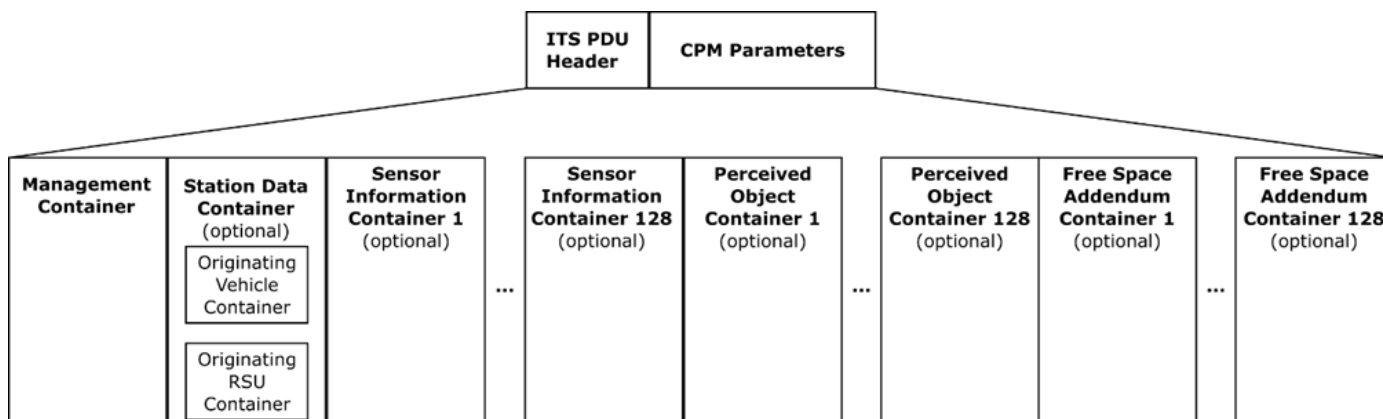 ITS PDU
Header
CPM Parameters
Management
Container
Station Data
Container
(optional)
Originating
Vehicle
Container
Originating
RSU
Container
Sensor
Information
Container 1
(optional)
...
Sensor
Information
Container 128
(optional)
Perceived
Object
Container 1
(optional)
...
Perceived
Object
Container 128
(optional)
Free Space
Addendum
Container 1
(optional)
...
Free Space
Addendum
Container 128
(optional)